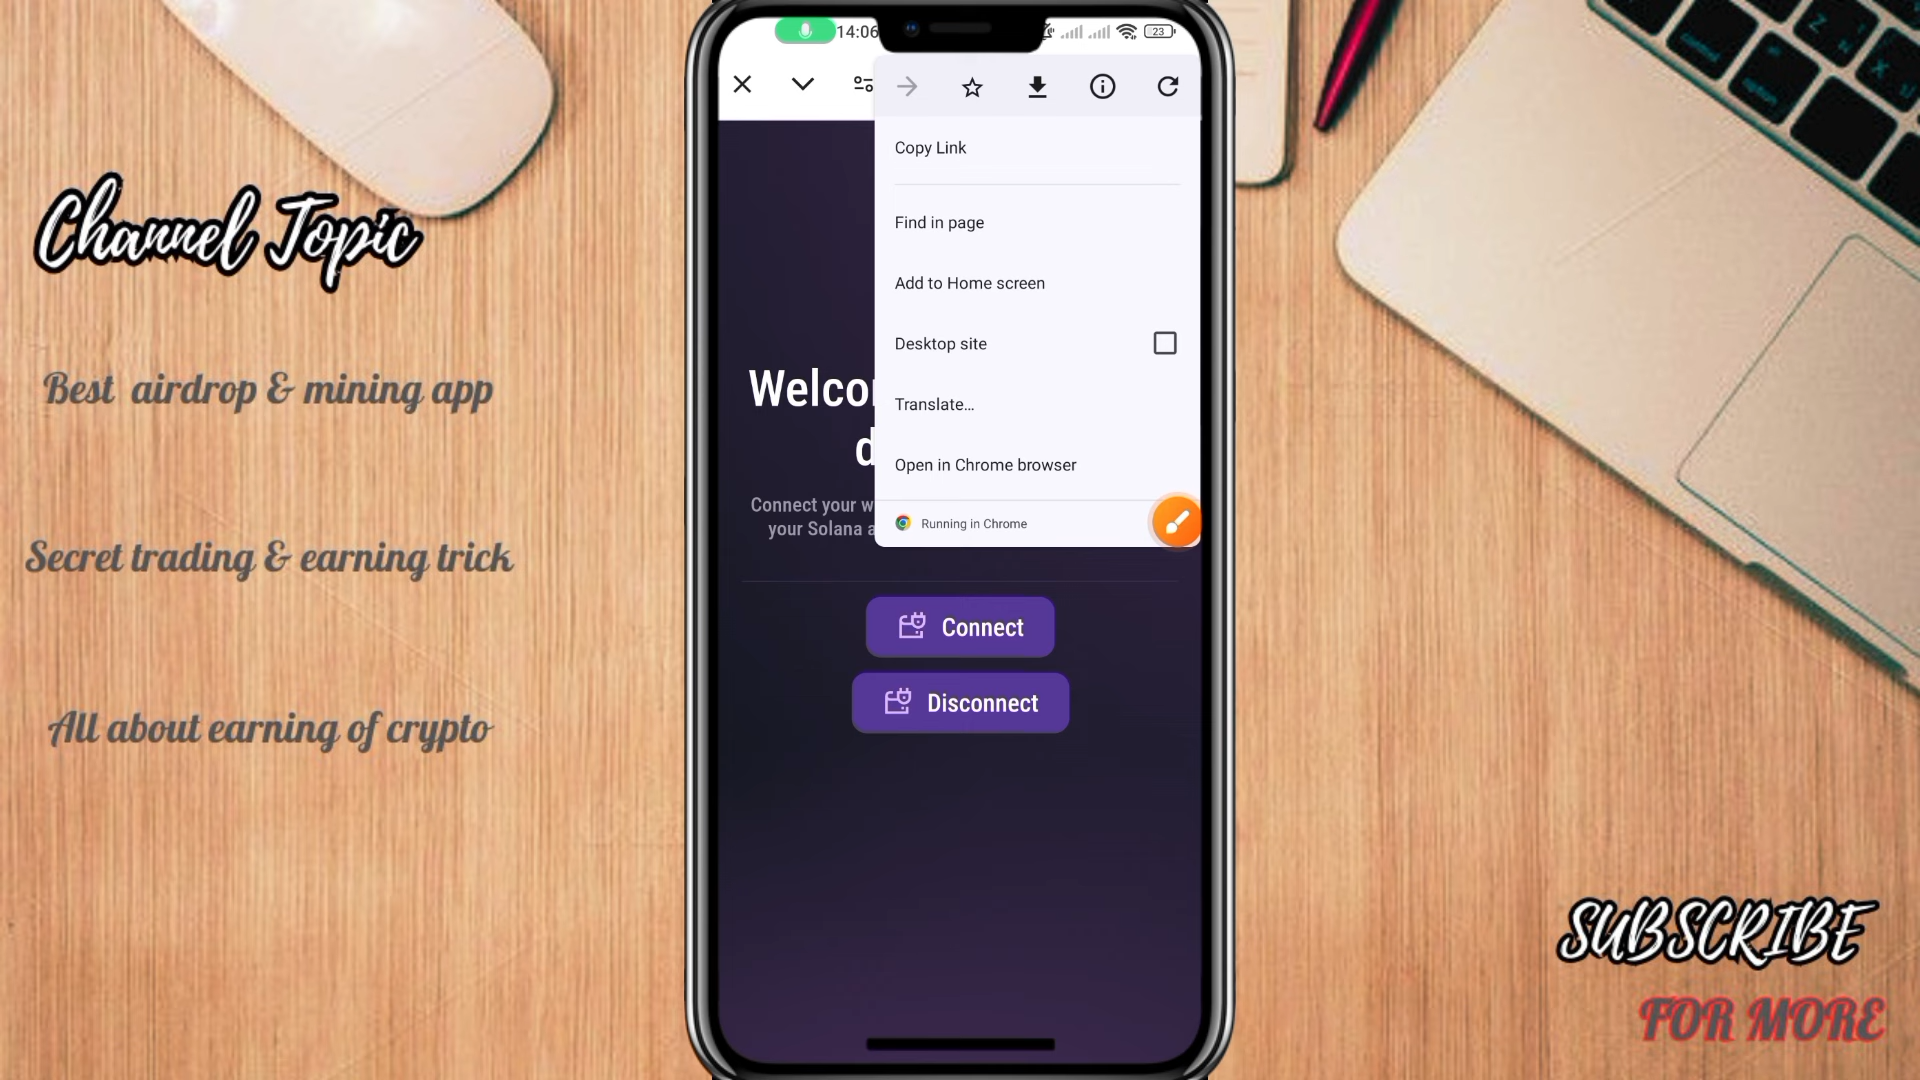 14:06
23
Copy Link
Find in page
Add to Home screen
Desktop site
Translate...
Open in Chrome browser
Running in Chrome
Connect your
your Solana
Connect
Disconnect
Channel Topic
Best airdrop & mining app
Secret trading & earning trick
All about earning of crypto
SUBSCRIBE
FOR MORE